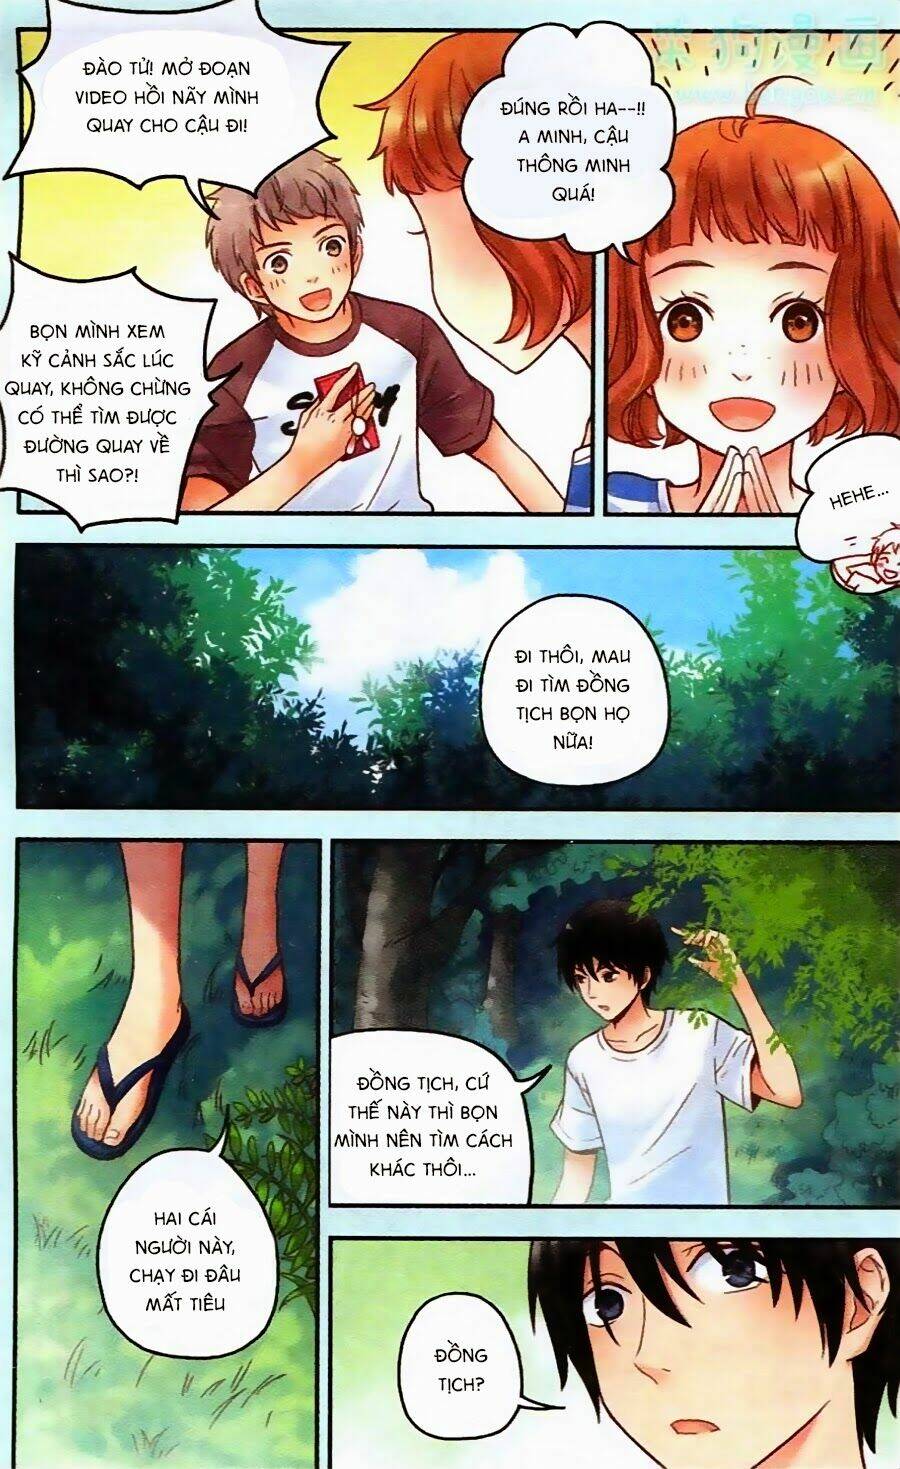 ĐÀO TỬ! MỞ ĐOẠN
VIDEO HỒI NÃY MÌNH
QUAY CHO CẬU ĐI!
ĐÚNG RỒI HA--!!
A MINH, CẬU
THÔNG MINH
QUÁ!
BỌN MÌNH XEM
KỸ CẢNH SẮC LÚC
QUAY, KHÔNG CHỪNG
CÓ THỂ TÌM ĐƯỢC
ĐƯỜNG QUAY VỀ
THÌ SAO?!
HEHE...
ĐI THÔI, MAU
ĐI TÌM ĐỒNG
TỊCH BỌN HỌ
NỮA!
ĐỒNG TỊCH, CỨ
THẾ NÀY THÌ BỌN
MÌNH NÊN TÌM CÁCH
KHÁC THÔI...
HAI CÁI
NGƯỜI NÀY,
CHẠY ĐI ĐÂU
MẤT TIÊU
ĐỒNG
TỊCH?